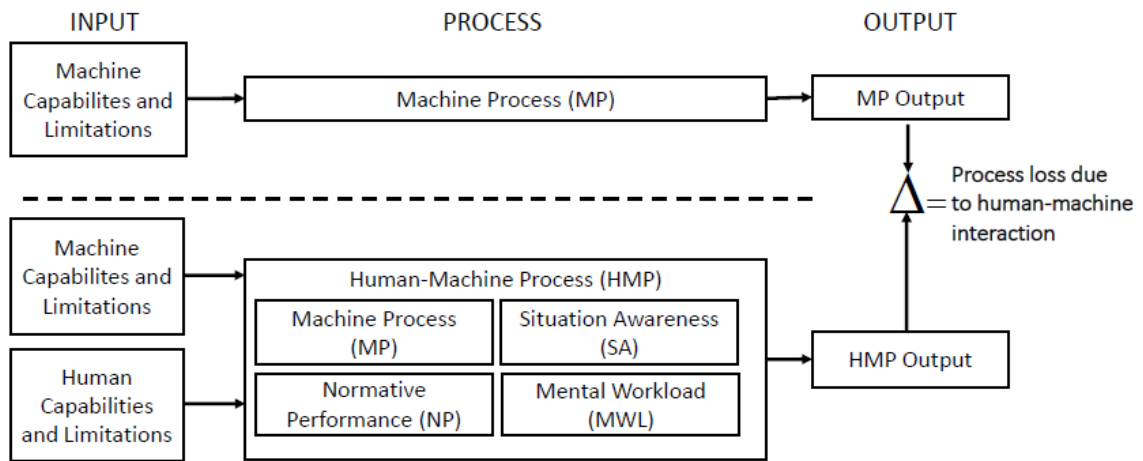 INPUT
PROCESS
OUTPUT
Machine
Capabilites and
Limitations
Machine Process (MP)
MP Output
Δ=
Process loss due
to human-machine
interaction
Machine
Capabilites and
Limitations
Human
Capabilities
and Limitations
Human-Machine Process (HMP)
Machine Process
(MP)
Situation Awareness
(SA)
Normative
Performance (NP)
Mental Workload
(MWL)
HMP Output